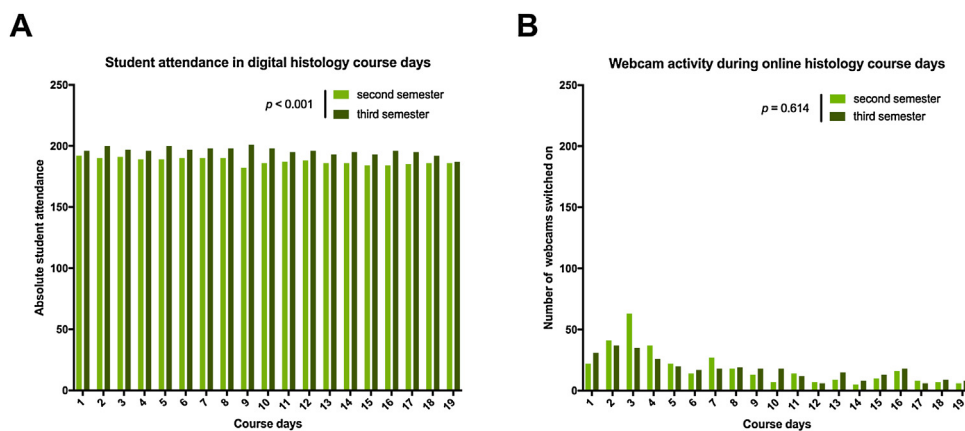 A
Student attendance in digital histology course days
250
200
150
100
50
0
Absolute student attendance
p < 0.001
second semester
third semester
1 2 3 4 5 6 7 8 9 10 11 12 13 14 15 16 17 18 19
Course days
B
Webcam activity during online histology course days
250
200
150
100
50
0
Number of webcams switched on
p = 0.614
second semester
third semester
1 2 3 4 5 6 7 8 9 10 11 12 13 14 15 16 17 18 19
Course days